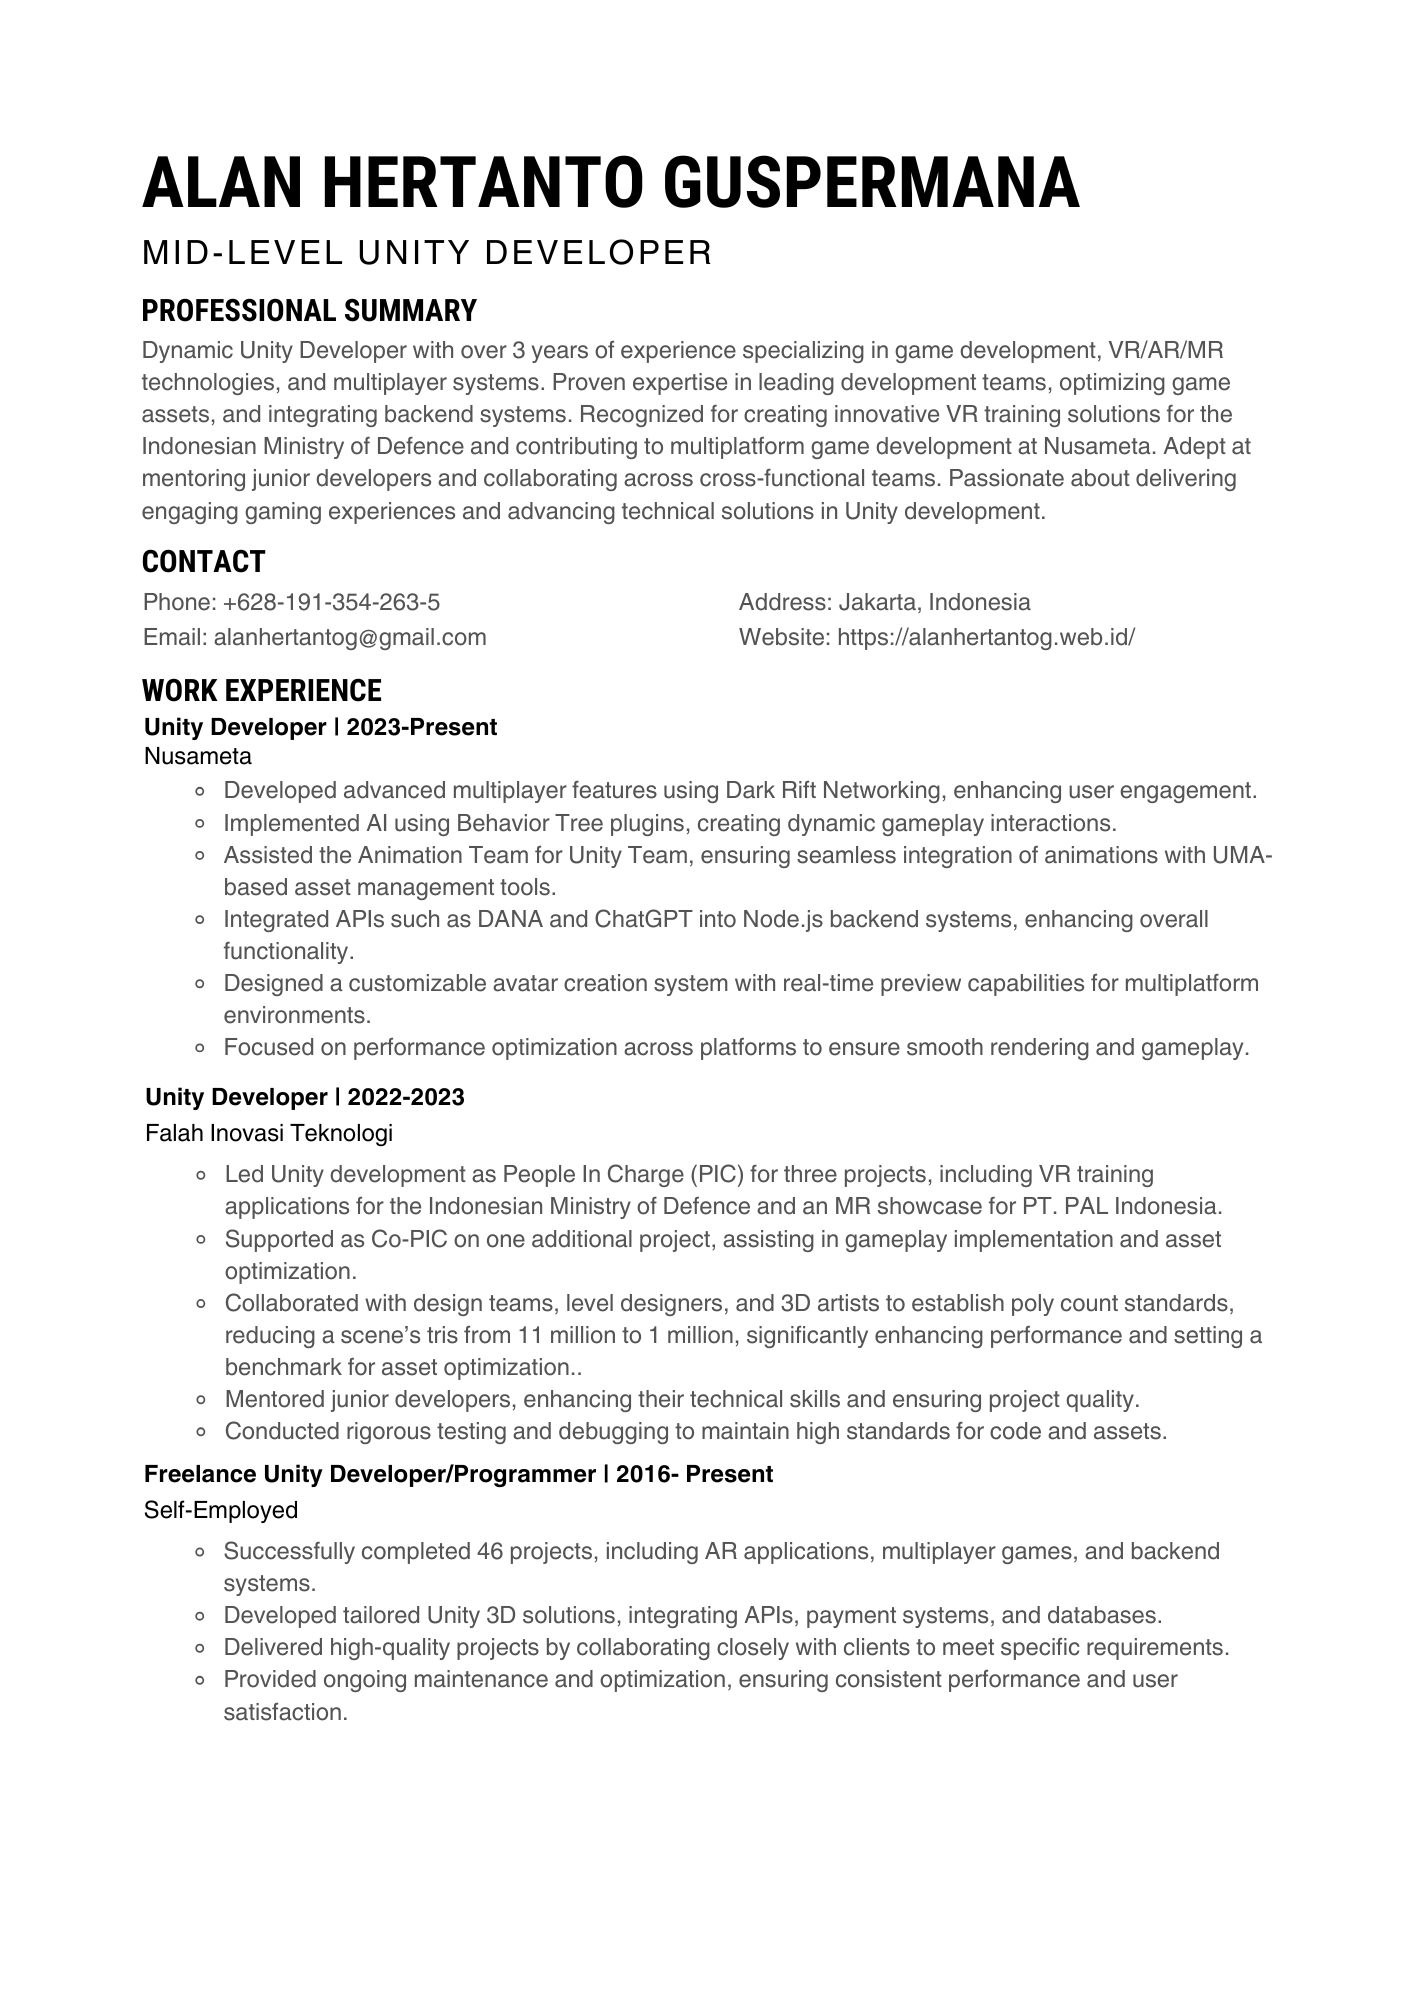 ALAN HERTANTO GUSPERMANA
MID-LEVEL UNITY DEVELOPER
PROFESSIONAL SUMMARY
Dynamic Unity Developer with over 3 years of experience specializing in game development, VR/AR/MR
technologies, and multiplayer systems. Proven expertise in leading development teams, optimizing game
assets, and integrating backend systems. Recognized for creating innovative VR training solutions for the
Indonesian Ministry of Defence and contributing to multiplatform game development at Nusameta. Adept at
mentoring junior developers and collaborating across cross-functional teams. Passionate about delivering
engaging gaming experiences and advancing technical solutions in Unity development.
CONTACT
Phone: +628-191-354-263-5
Address: Jakarta, Indonesia
Email: alanhertantog@gmail.com
Website: https://alanhertantog.web.id/
WORK EXPERIENCE
Unity Developer | 2023-Present
Nusameta
◦ Developed advanced multiplayer features using Dark Rift Networking, enhancing user engagement.
◦ Implemented AI using Behavior Tree plugins, creating dynamic gameplay interactions.
◦ Assisted the Animation Team for Unity Team, ensuring seamless integration of animations with UMA-
based asset management tools.
◦ Integrated APIs such as DANA and ChatGPT into Node.js backend systems, enhancing overall
functionality.
◦ Designed a customizable avatar creation system with real-time preview capabilities for multiplatform
environments.
◦ Focused on performance optimization across platforms to ensure smooth rendering and gameplay.
Unity Developer | 2022-2023
Falah Inovasi Teknologi
◦ Led Unity development as People In Charge (PIC) for three projects, including VR training
applications for the Indonesian Ministry of Defence and an MR showcase for PT. PAL Indonesia.
◦ Supported as Co-PIC on one additional project, assisting in gameplay implementation and asset
optimization.
◦ Collaborated with design teams, level designers, and 3D artists to establish poly count standards,
reducing a scene’s tris from 11 million to 1 million, significantly enhancing performance and setting a
benchmark for asset optimization..
◦ Mentored junior developers, enhancing their technical skills and ensuring project quality.
◦ Conducted rigorous testing and debugging to maintain high standards for code and assets.
Freelance Unity Developer/Programmer | 2016- Present
Self-Employed
◦ Successfully completed 46 projects, including AR applications, multiplayer games, and backend
systems.
◦ Developed tailored Unity 3D solutions, integrating APIs, payment systems, and databases.
◦ Delivered high-quality projects by collaborating closely with clients to meet specific requirements.
◦ Provided ongoing maintenance and optimization, ensuring consistent performance and user
satisfaction.